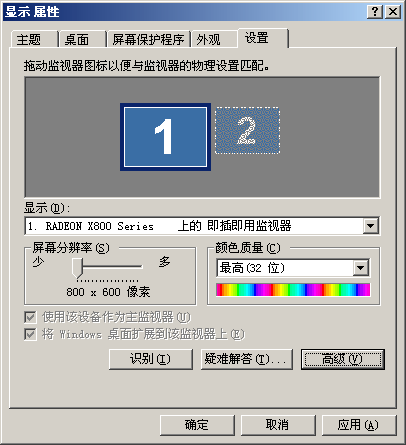 显示 属性
主题 桌面 屏幕保护程序 外观 设置
拖动监视器图标以便与监视器的物理设置匹配。
1 2
显示(D):
1. RADEON X800 Series 上的 即插即用监视器
屏幕分辨率(S)
少 多
800 x 600 像素
颜色质量(C)
最高(32 位)
使用该设备作为主监视器(U)
将 Windows 桌面扩展到该监视器上(E)
识别(I) 疑难解答(T)... 高级(V)
确定 取消 应用(A)